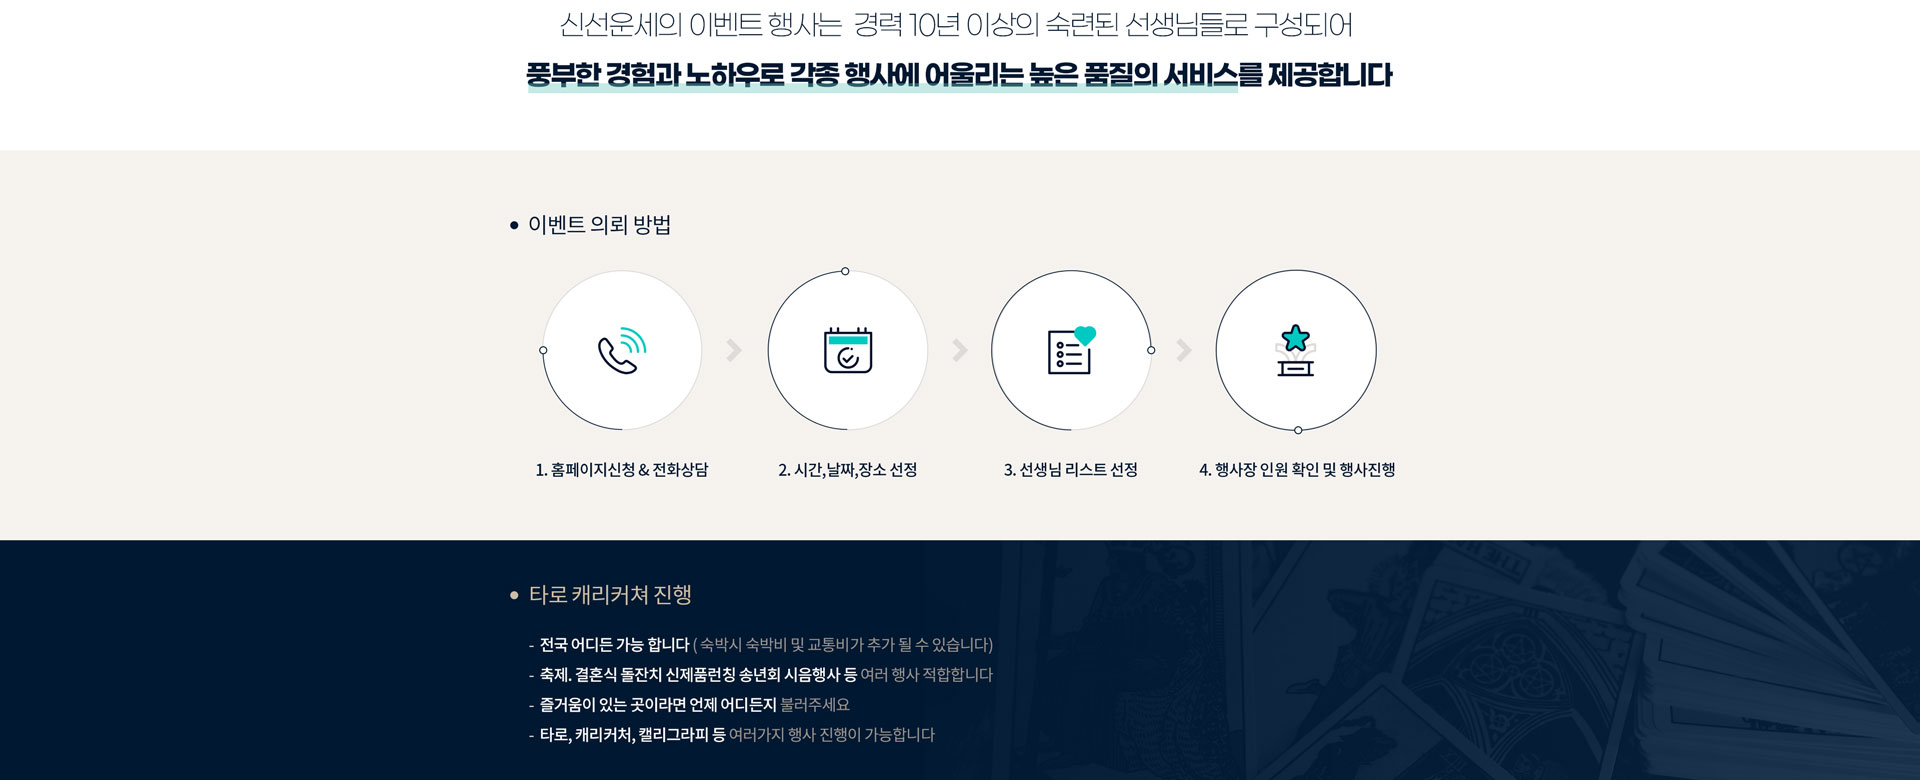 신선운세의 이벤트 행사는 경력 10년 이상의 숙련된 선생님들로 구성되어
풍부한 경험과 노하우로 각종 행사에 어울리는 높은 품질의 서비스를 제공합니다
• 이벤트 의뢰 방법
1. 홈페이지신청 & 전화상담
2. 시간,날짜,장소 선정
3. 선생님 리스트 선정
4. 행사장 인원 확인 및 행사진행
• 타로 캐리커쳐 진행
- 전국 어디든 가능 합니다 ( 숙박시 숙박비 및 교통비가 추가 될 수 있습니다)
- 축제. 결혼식 돌잔치 신제품런칭 송년회 시음행사 등 여러 행사 적합합니다
- 즐거움이 있는 곳이라면 언제 어디든지 불러주세요
- 타로, 캐리커처, 캘리그라피 등 여러가지 행사 진행이 가능합니다